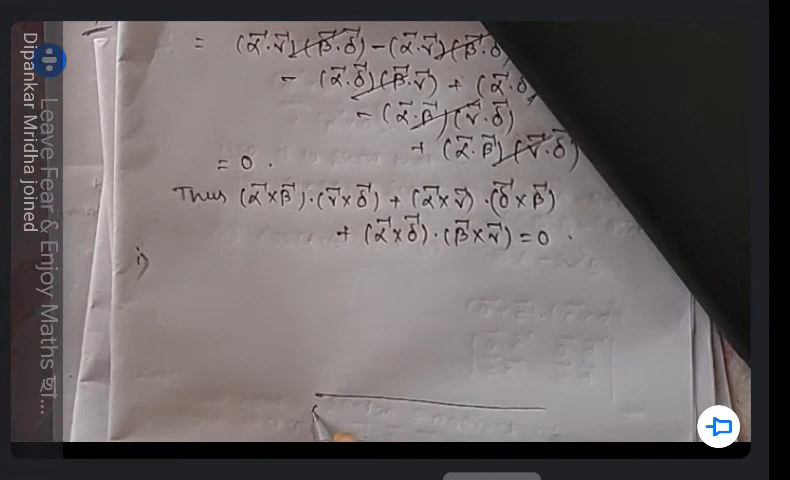 = (α⃗.γ⃗)(β⃗.δ⃗) - (α⃗.γ⃗)(β⃗.δ
- (α⃗.δ⃗)(β⃗.γ⃗) + (α⃗.δ
- (α⃗.β⃗)(γ⃗.δ⃗)
+ (α⃗.β⃗)(γ⃗.δ⃗)
= 0 .
Thus (α⃗×β⃗).(γ⃗×δ⃗) + (α⃗×γ⃗).(δ⃗×β⃗)
+ (α⃗×δ⃗).(β⃗×γ⃗) = 0 .
i)
Leave Fear & Enjoy Maths
Dipankar Mridha joined